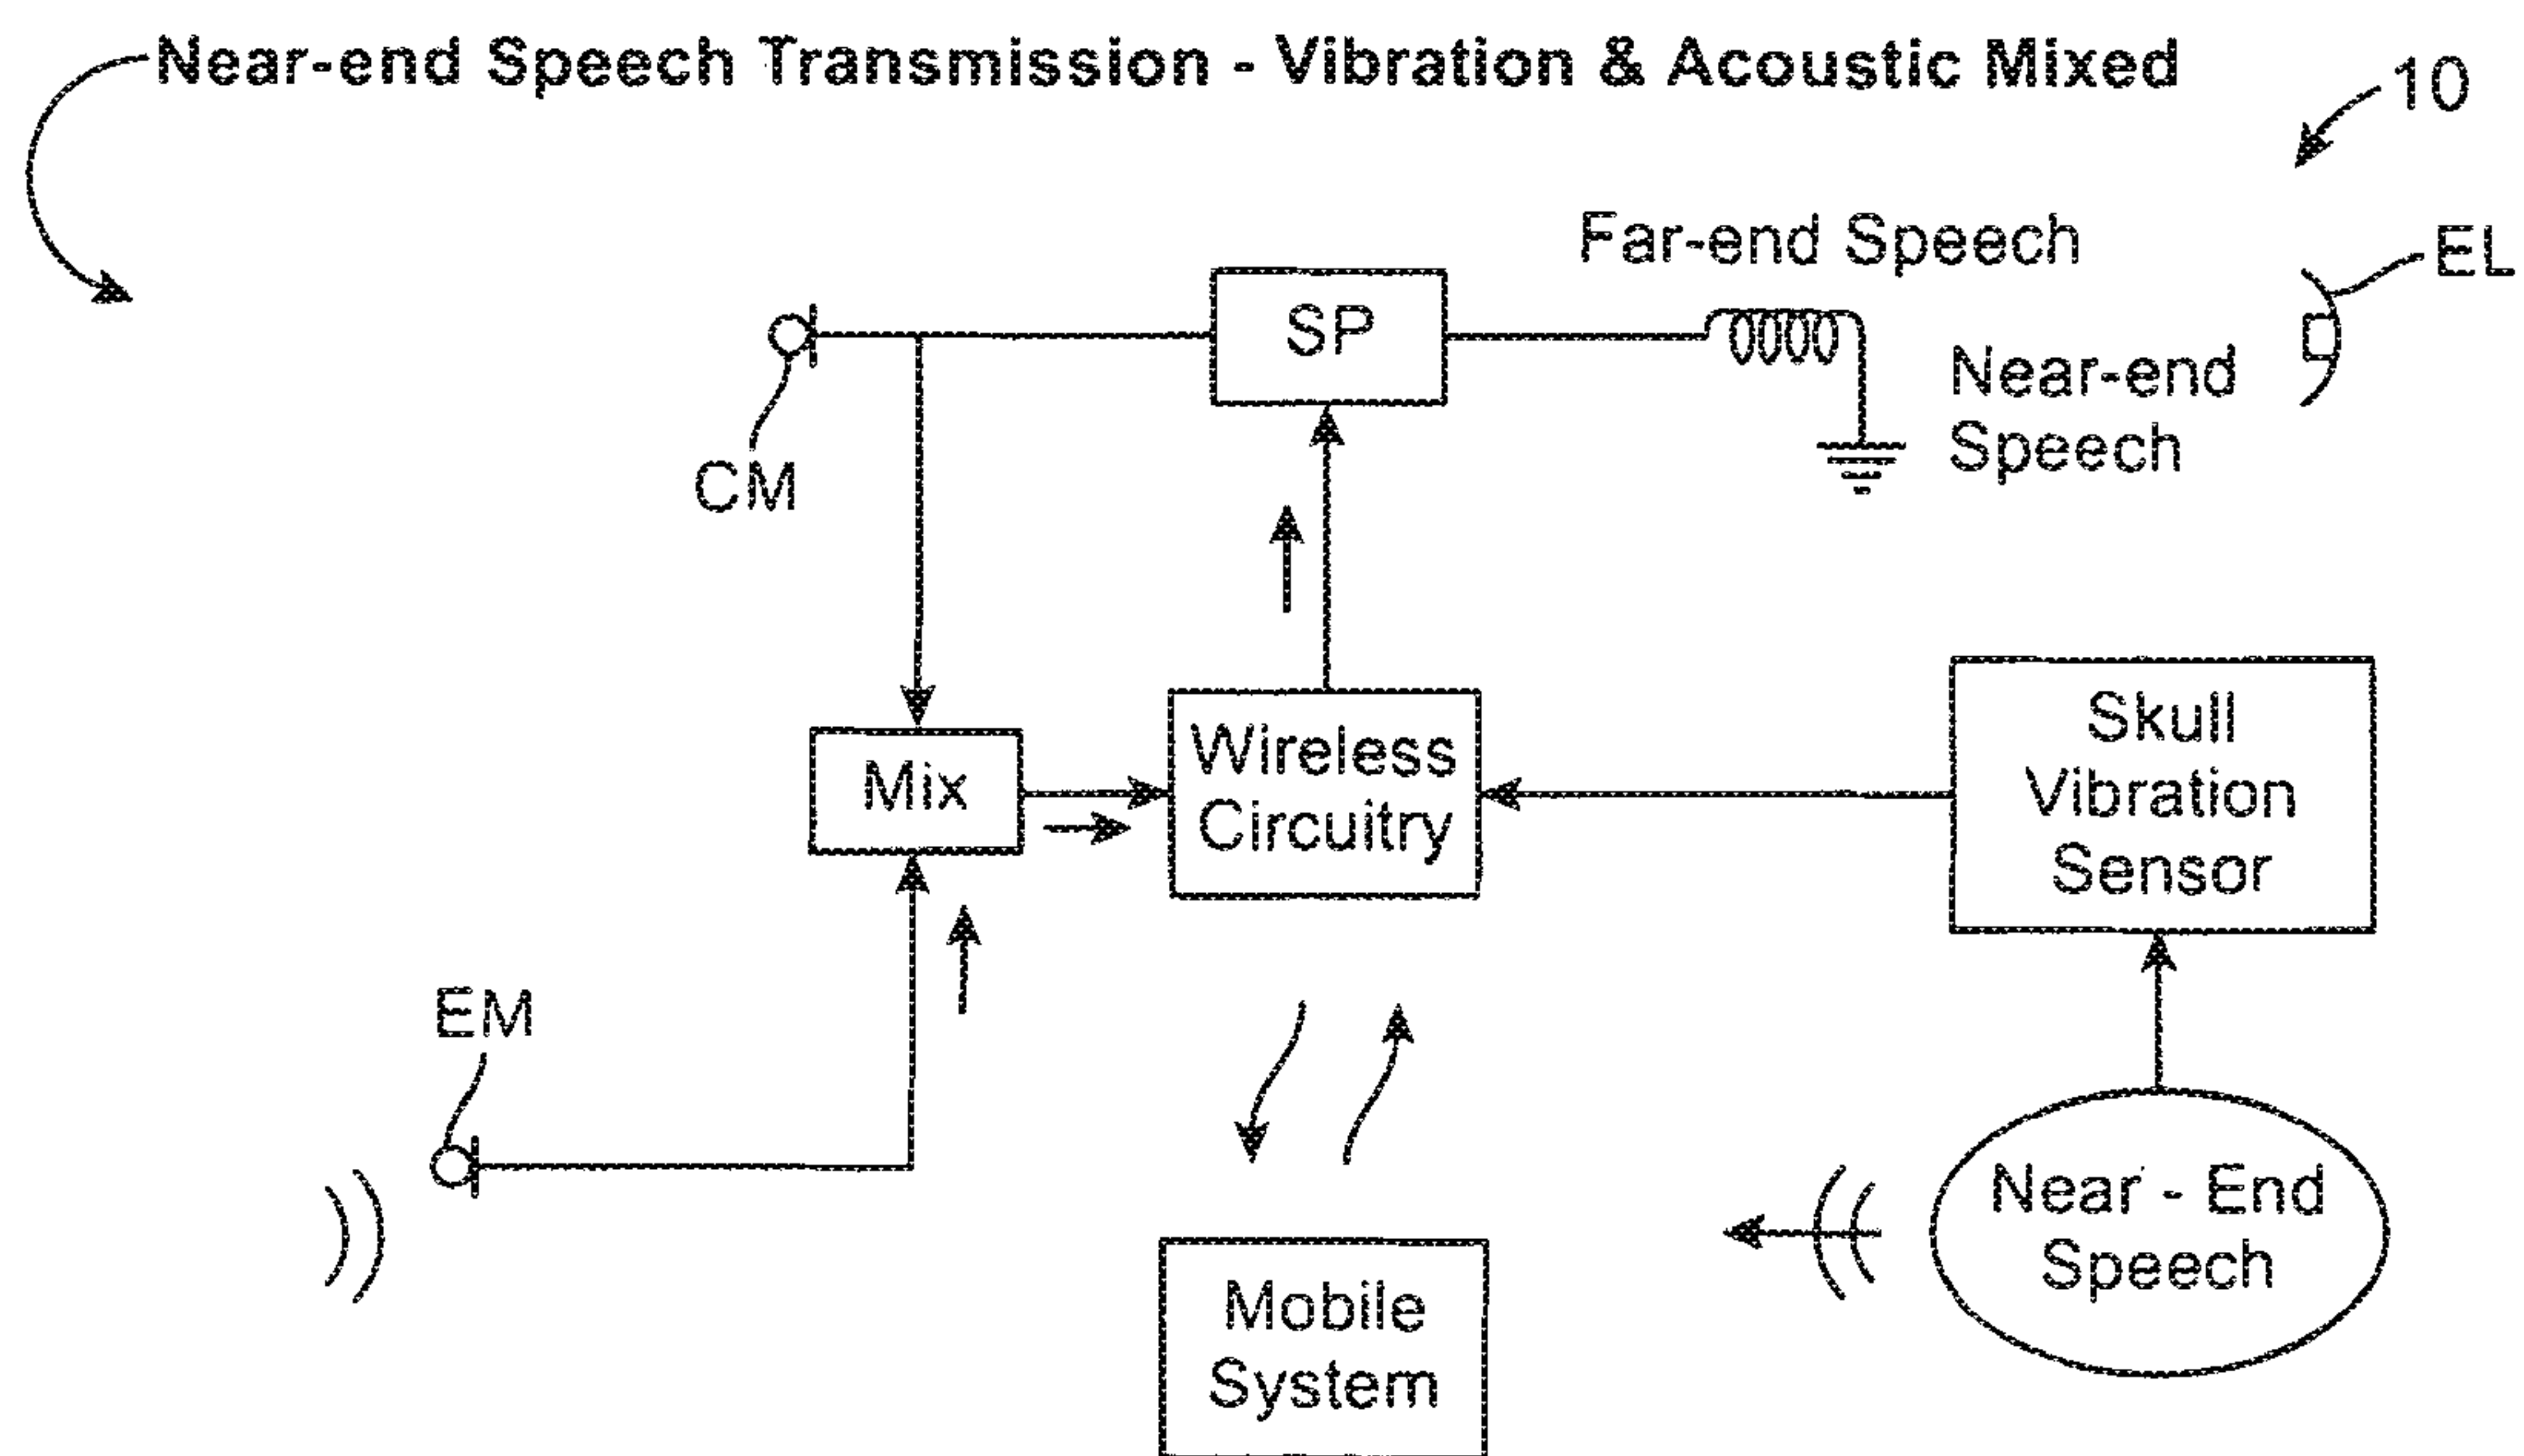 Near-end Speech Transmission - Vibration & Acoustic Mixed
10
Far-end Speech
EL
SP
Near-end
Speech
CM
Skull
Vibration
Sensor
Wireless
Circuitry
Mix
EM
Near - End
Speech
Mobile
System